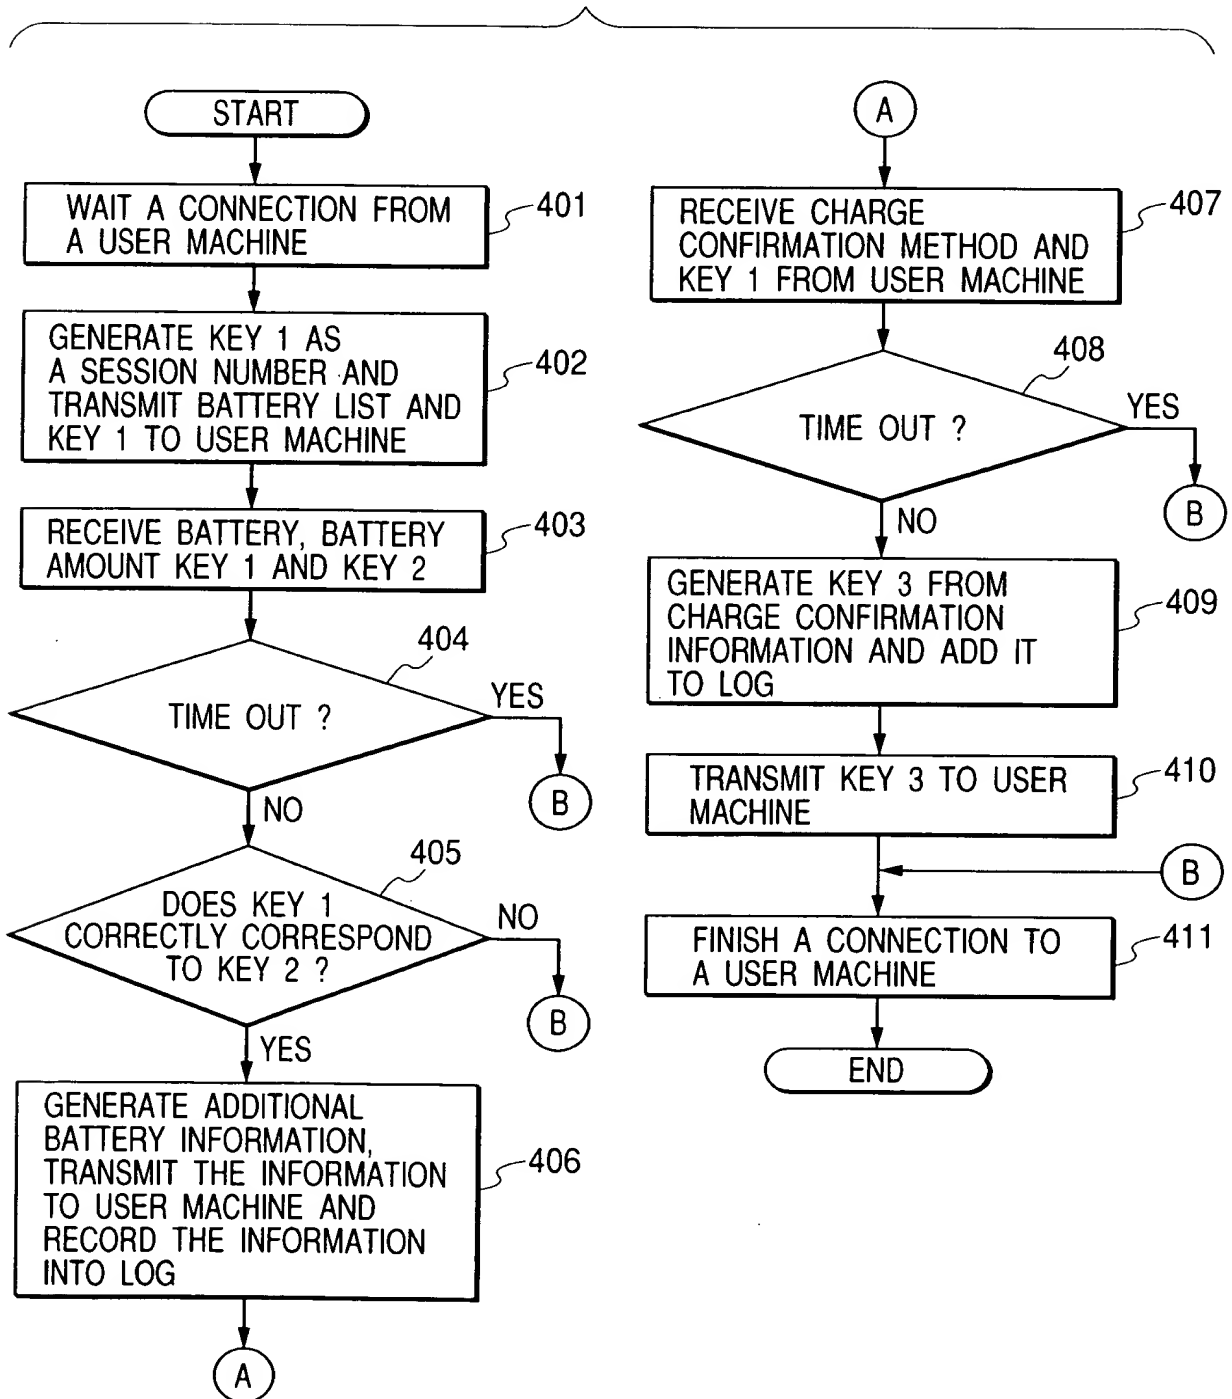 START
WAIT A CONNECTION FROM
A USER MACHINE
401
GENERATE KEY 1 AS
A SESSION NUMBER AND
TRANSMIT BATTERY LIST AND
KEY 1 TO USER MACHINE
402
RECEIVE BATTERY, BATTERY
AMOUNT KEY 1 AND KEY 2
403
404
TIME OUT ?
YES
B
NO
405
DOES KEY 1
CORRECTLY CORRESPOND
TO KEY 2 ?
NO
B
YES
GENERATE ADDITIONAL
BATTERY INFORMATION,
TRANSMIT THE INFORMATION
TO USER MACHINE AND
RECORD THE INFORMATION
INTO LOG
406
A
A
RECEIVE CHARGE
CONFIRMATION METHOD AND
KEY 1 FROM USER MACHINE
407
408
TIME OUT ?
YES
B
NO
GENERATE KEY 3 FROM
CHARGE CONFIRMATION
INFORMATION AND ADD IT
TO LOG
409
TRANSMIT KEY 3 TO USER
MACHINE
410
B
FINISH A CONNECTION TO
A USER MACHINE
411
END